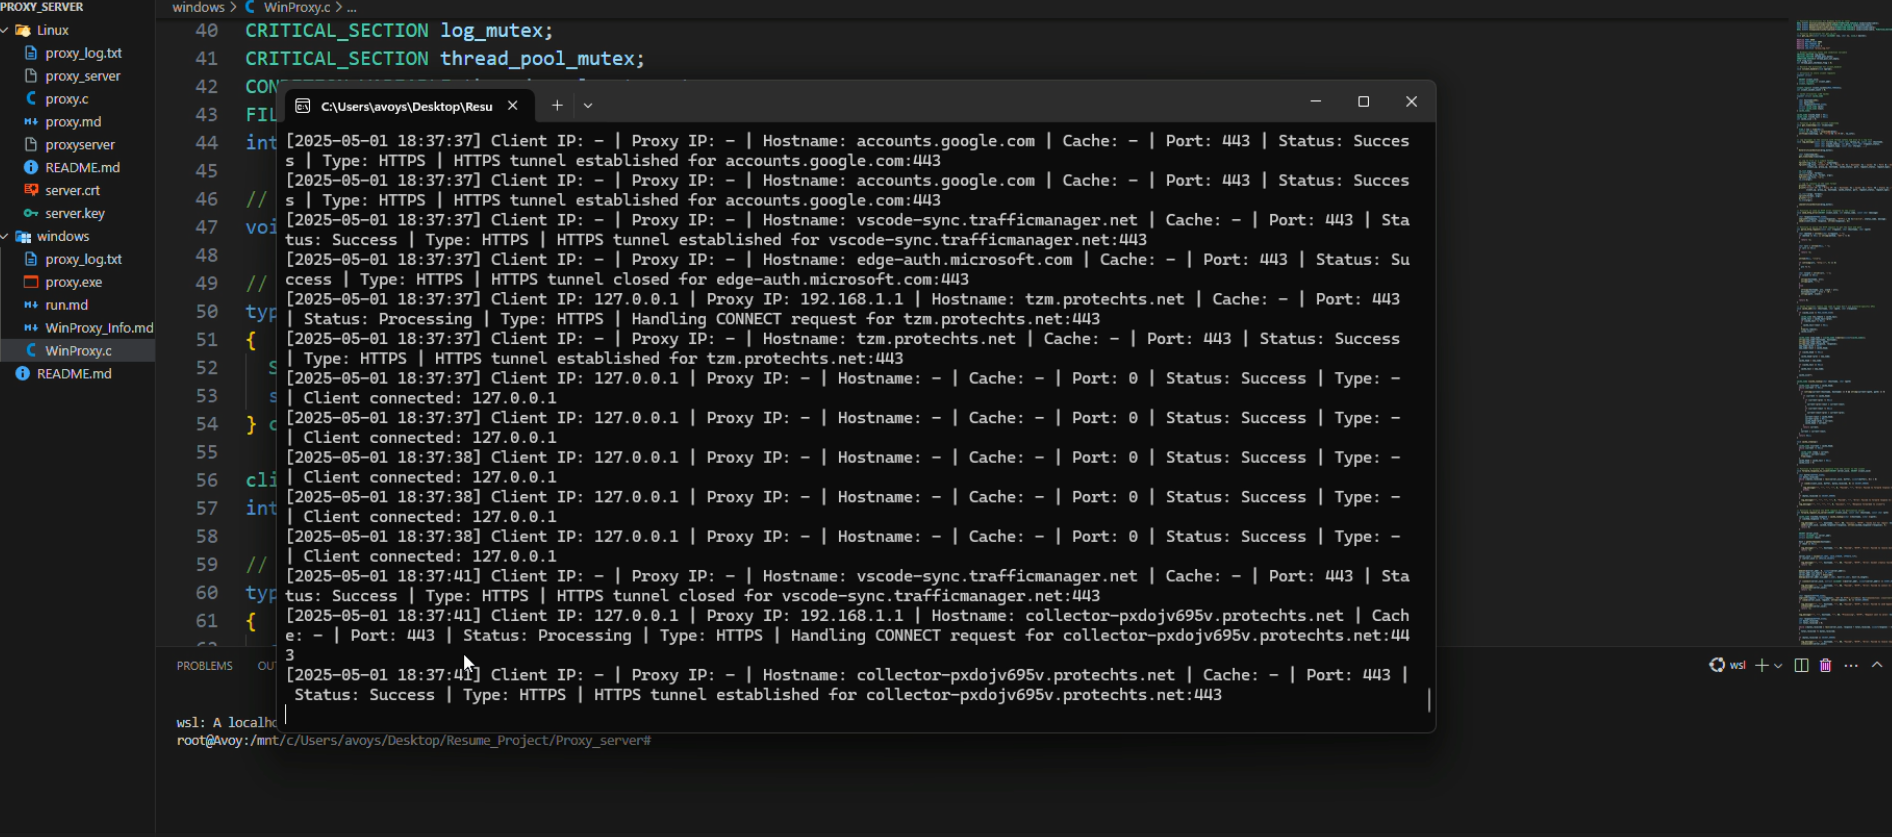 PROXY_SERVER
Linux
proxy_log.txt
proxy_server
proxy.c
proxy.md
proxyserver
README.md
server.crt
server.key
windows
proxy_log.txt
proxy.exe
run.md
WinProxy_Info.md
WinProxy.c
README.md
windows > C WinProxy.c > ...
40 CRITICAL_SECTION log_mutex;
41 CRITICAL_SECTION thread_pool_mutex;
42 CON
43 FIL
44 int
45
46 //
47 voi
48
49 //
50 typ
51 {
52 S
53 s
54 } c
55
56 cli
57 int
58
59 //
60 typ
61 {
C:\Users\avoys\Desktop\Resu
[2025-05-01 18:37:37] Client IP: - | Proxy IP: - | Hostname: accounts.google.com | Cache: - | Port: 443 | Status: Succes
s | Type: HTTPS | HTTPS tunnel established for accounts.google.com:443
[2025-05-01 18:37:37] Client IP: - | Proxy IP: - | Hostname: accounts.google.com | Cache: - | Port: 443 | Status: Succes
s | Type: HTTPS | HTTPS tunnel established for accounts.google.com:443
[2025-05-01 18:37:37] Client IP: - | Proxy IP: - | Hostname: vscode-sync.trafficmanager.net | Cache: - | Port: 443 | Sta
tus: Success | Type: HTTPS | HTTPS tunnel established for vscode-sync.trafficmanager.net:443
[2025-05-01 18:37:37] Client IP: - | Proxy IP: - | Hostname: edge-auth.microsoft.com | Cache: - | Port: 443 | Status: Su
ccess | Type: HTTPS | HTTPS tunnel closed for edge-auth.microsoft.com:443
[2025-05-01 18:37:37] Client IP: 127.0.0.1 | Proxy IP: 192.168.1.1 | Hostname: tzm.protechts.net | Cache: - | Port: 443
| Status: Processing | Type: HTTPS | Handling CONNECT request for tzm.protechts.net:443
[2025-05-01 18:37:37] Client IP: - | Proxy IP: - | Hostname: tzm.protechts.net | Cache: - | Port: 443 | Status: Success
| Type: HTTPS | HTTPS tunnel established for tzm.protechts.net:443
[2025-05-01 18:37:37] Client IP: 127.0.0.1 | Proxy IP: - | Hostname: - | Cache: - | Port: 0 | Status: Success | Type: -
| Client connected: 127.0.0.1
[2025-05-01 18:37:37] Client IP: 127.0.0.1 | Proxy IP: - | Hostname: - | Cache: - | Port: 0 | Status: Success | Type: -
| Client connected: 127.0.0.1
[2025-05-01 18:37:38] Client IP: 127.0.0.1 | Proxy IP: - | Hostname: - | Cache: - | Port: 0 | Status: Success | Type: -
| Client connected: 127.0.0.1
[2025-05-01 18:37:38] Client IP: 127.0.0.1 | Proxy IP: - | Hostname: - | Cache: - | Port: 0 | Status: Success | Type: -
| Client connected: 127.0.0.1
[2025-05-01 18:37:38] Client IP: 127.0.0.1 | Proxy IP: - | Hostname: - | Cache: - | Port: 0 | Status: Success | Type: -
| Client connected: 127.0.0.1
[2025-05-01 18:37:41] Client IP: - | Proxy IP: - | Hostname: vscode-sync.trafficmanager.net | Cache: - | Port: 443 | Sta
tus: Success | Type: HTTPS | HTTPS tunnel closed for vscode-sync.trafficmanager.net:443
[2025-05-01 18:37:41] Client IP: 127.0.0.1 | Proxy IP: 192.168.1.1 | Hostname: collector-pxdojv695v.protechts.net | Cach
e: - | Port: 443 | Status: Processing | Type: HTTPS | Handling CONNECT request for collector-pxdojv695v.protechts.net:44
3
[2025-05-01 18:37:41] Client IP: - | Proxy IP: - | Hostname: collector-pxdojv695v.protechts.net | Cache: - | Port: 443 |
Status: Success | Type: HTTPS | HTTPS tunnel established for collector-pxdojv695v.protechts.net:443
PROBLEMS OU
wsl
wsl: A localho
root@Avoy:/mnt/c/Users/avoys/Desktop/Resume_Project/Proxy_server#